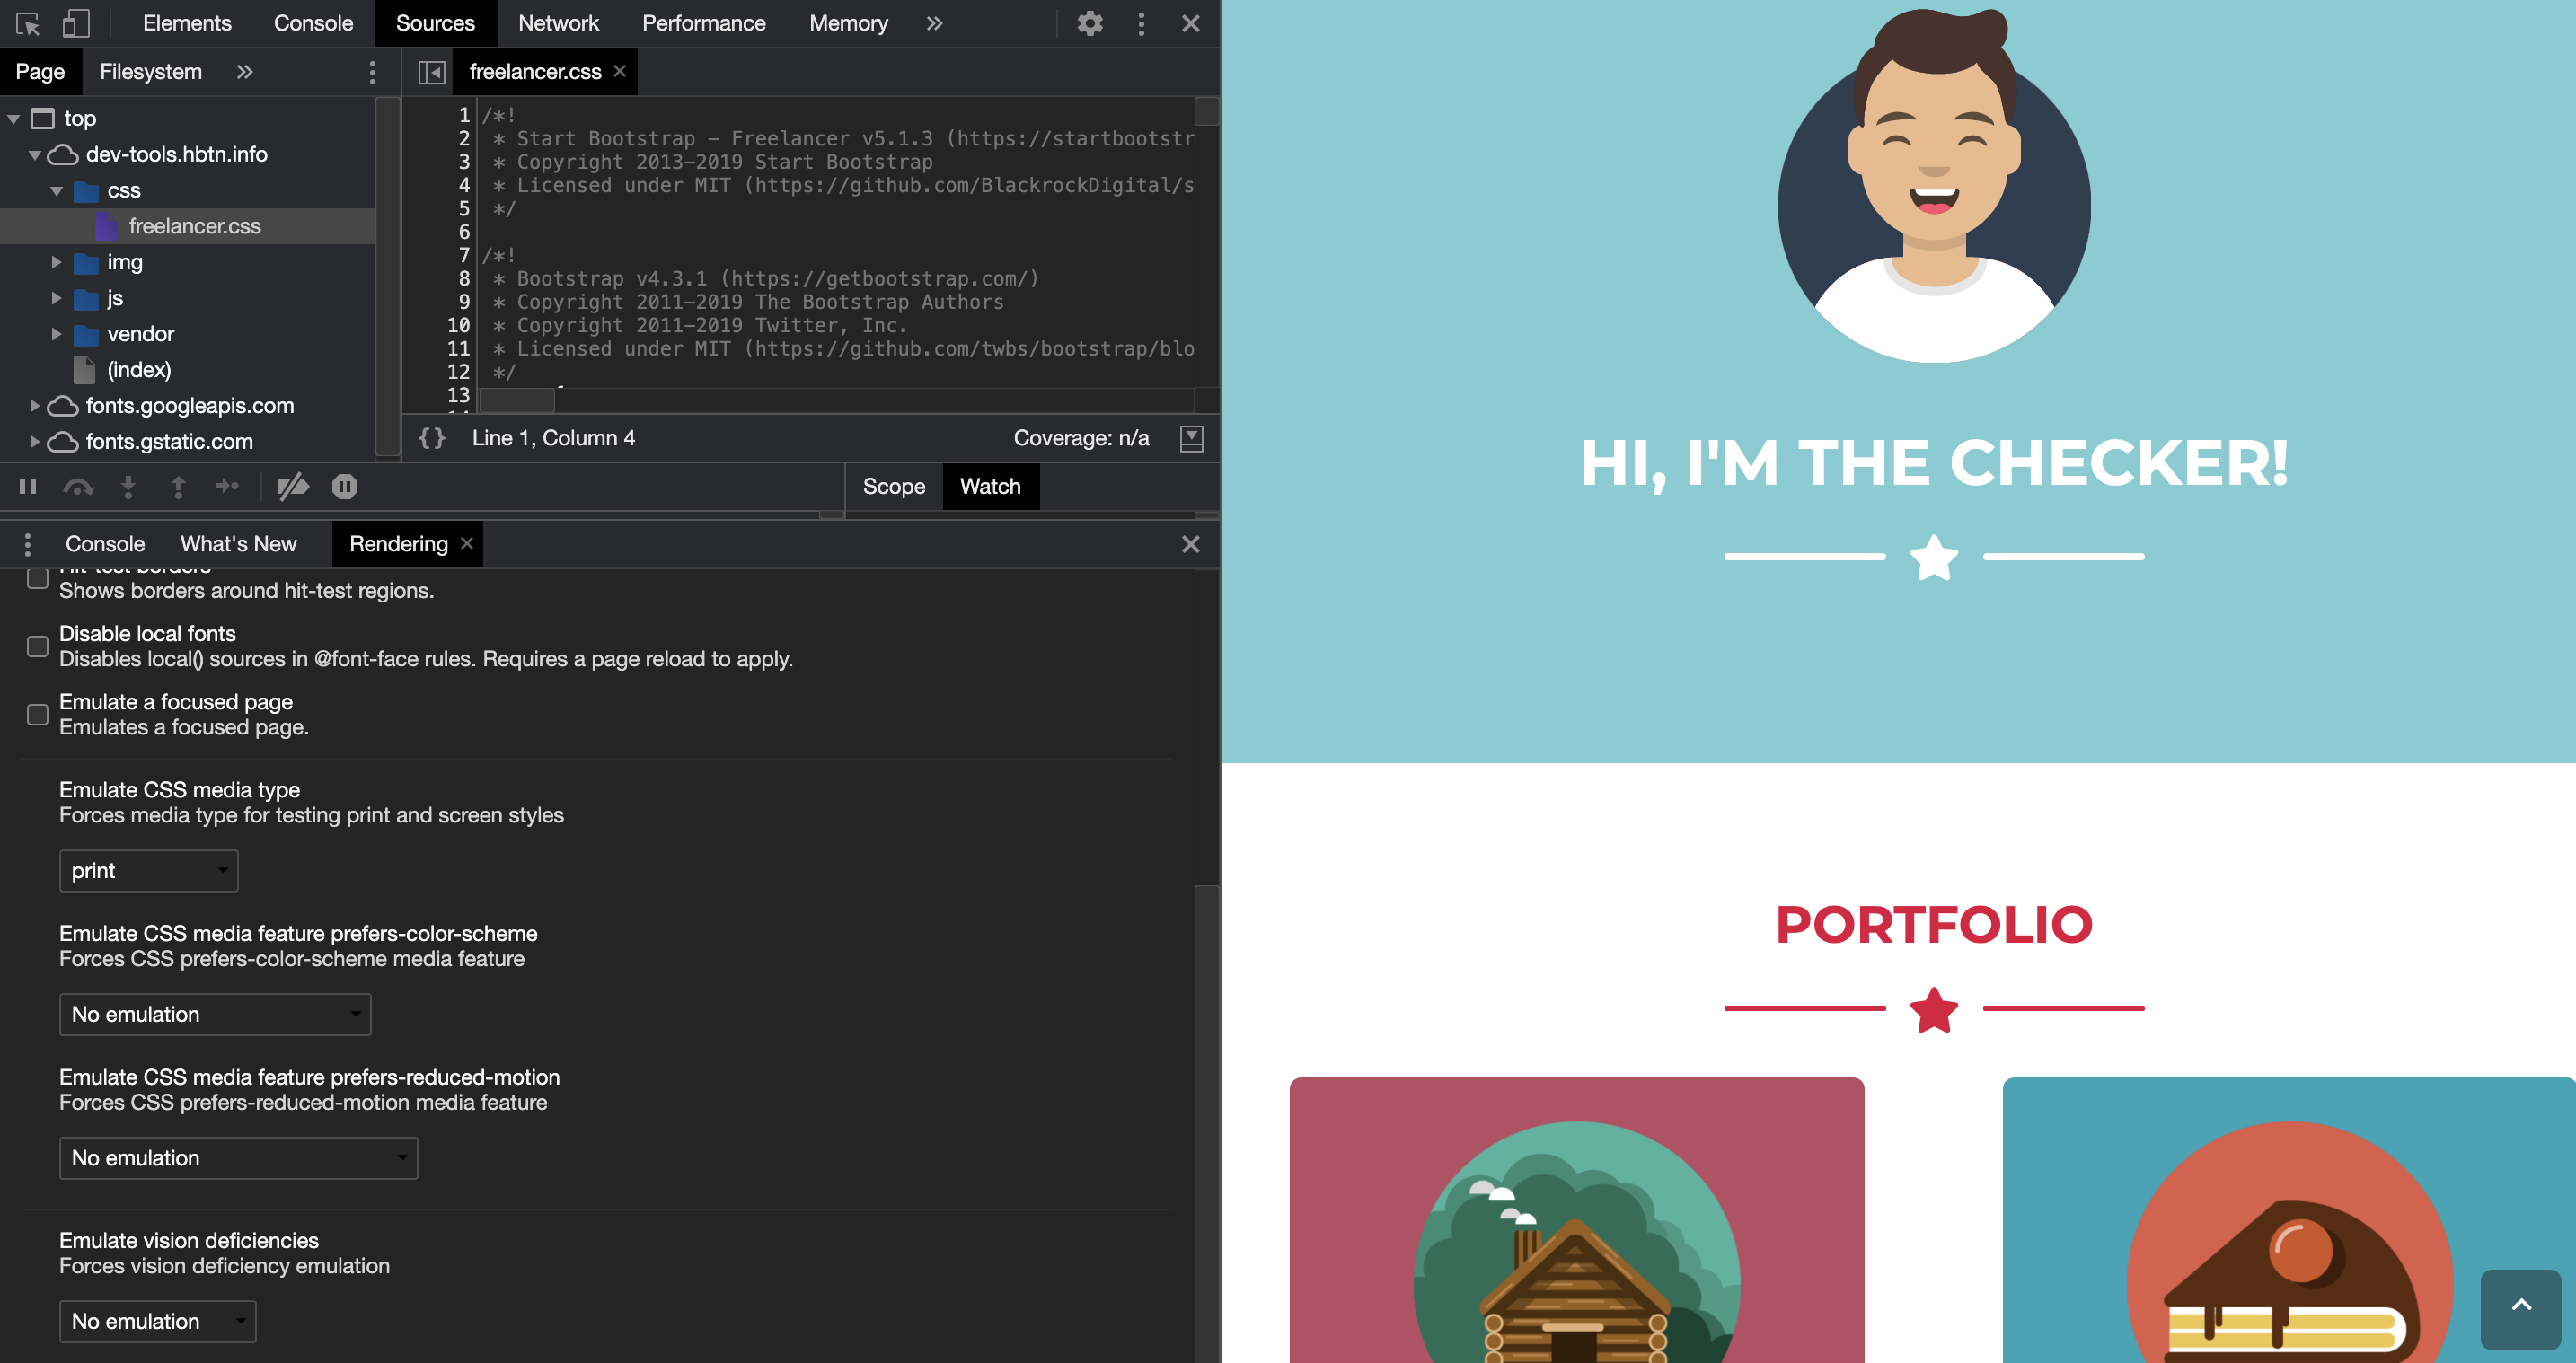 Elements Console Sources Network Performance Memory »
Page Filesystem »
freelancer.css ×
top
dev-tools.hbtn.info
css
freelancer.css
img
js
vendor
(index)
fonts.googleapis.com
fonts.gstatic.com
1 /*!
2 * Start Bootstrap – Freelancer v5.1.3 (https://startbootstr
3 * Copyright 2013–2019 Start Bootstrap
4 * Licensed under MIT (https://github.com/BlackrockDigital/s
5 */
6
7 /*!
8 * Bootstrap v4.3.1 (https://getbootstrap.com/)
9 * Copyright 2011–2019 The Bootstrap Authors
10 * Copyright 2011–2019 Twitter, Inc.
11 * Licensed under MIT (https://github.com/twbs/bootstrap/blo
12 */
13
{} Line 1, Column 4 Coverage: n/a
Scope Watch
Console What's New Rendering ×
Hit-test borders
Shows borders around hit-test regions.
Disable local fonts
Disables local() sources in @font-face rules. Requires a page reload to apply.
Emulate a focused page
Emulates a focused page.
Emulate CSS media type
Forces media type for testing print and screen styles
print
Emulate CSS media feature prefers-color-scheme
Forces CSS prefers-color-scheme media feature
No emulation
Emulate CSS media feature prefers-reduced-motion
Forces CSS prefers-reduced-motion media feature
No emulation
Emulate vision deficiencies
Forces vision deficiency emulation
No emulation
HI, I'M THE CHECKER!
PORTFOLIO